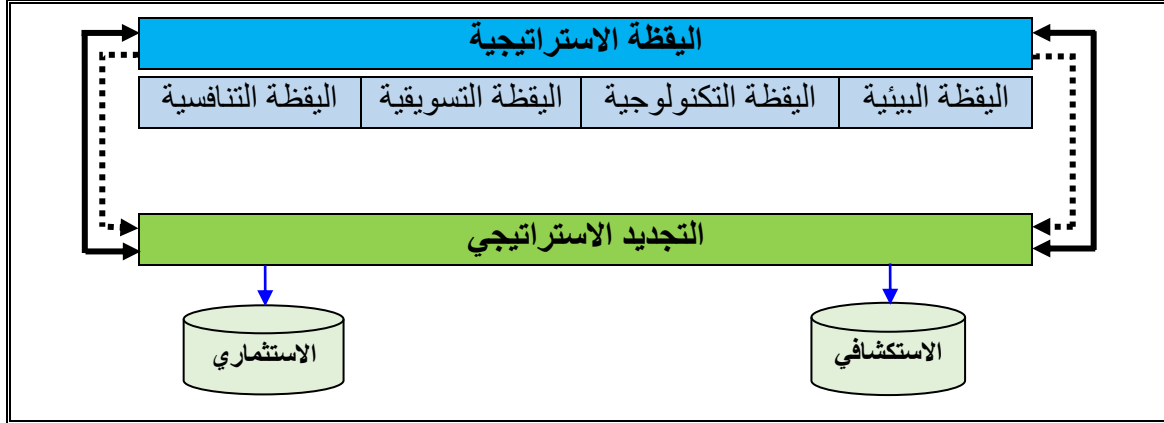 اليقظة الاستراتيجية
اليقظة البيئية اليقظة التكنولوجية اليقظة التسويقية اليقظة التنافسية
التجديد الاستراتيجي
الاستكشافي الاستثماري